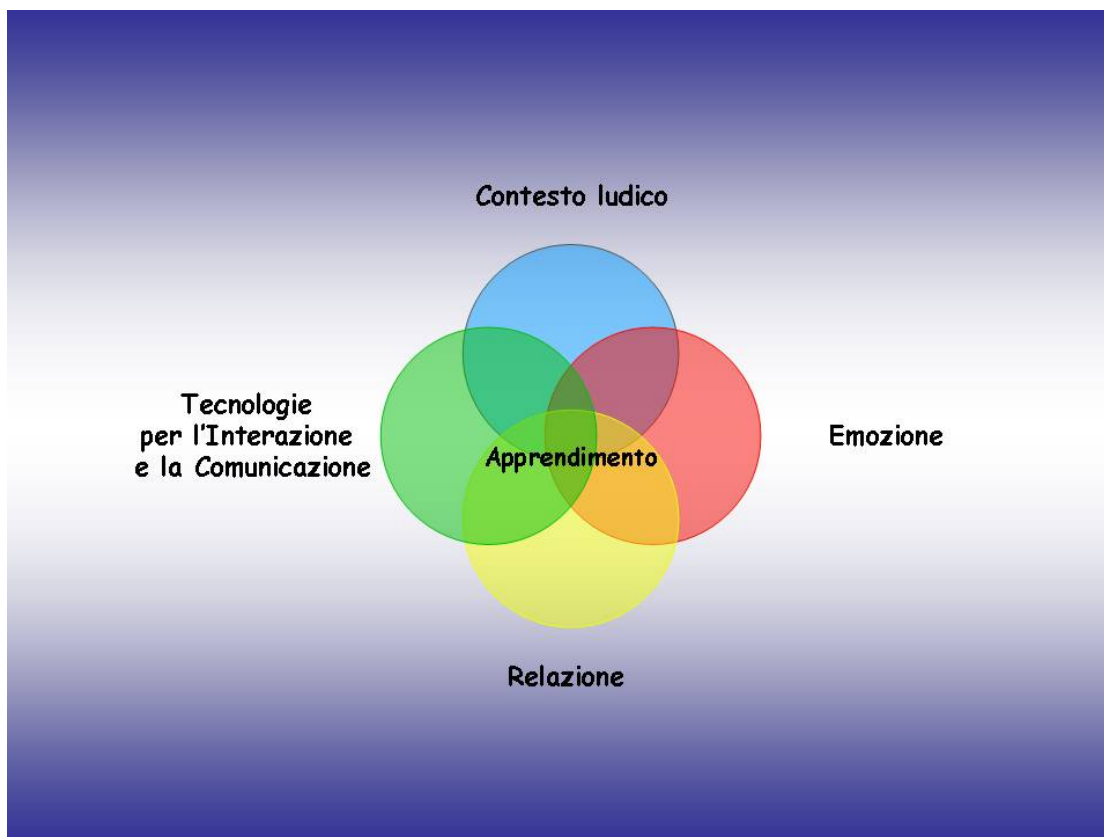 Contesto ludico
Tecnologie
per l'Interazione
e la Comunicazione
Apprendimento
Emozione
Relazione